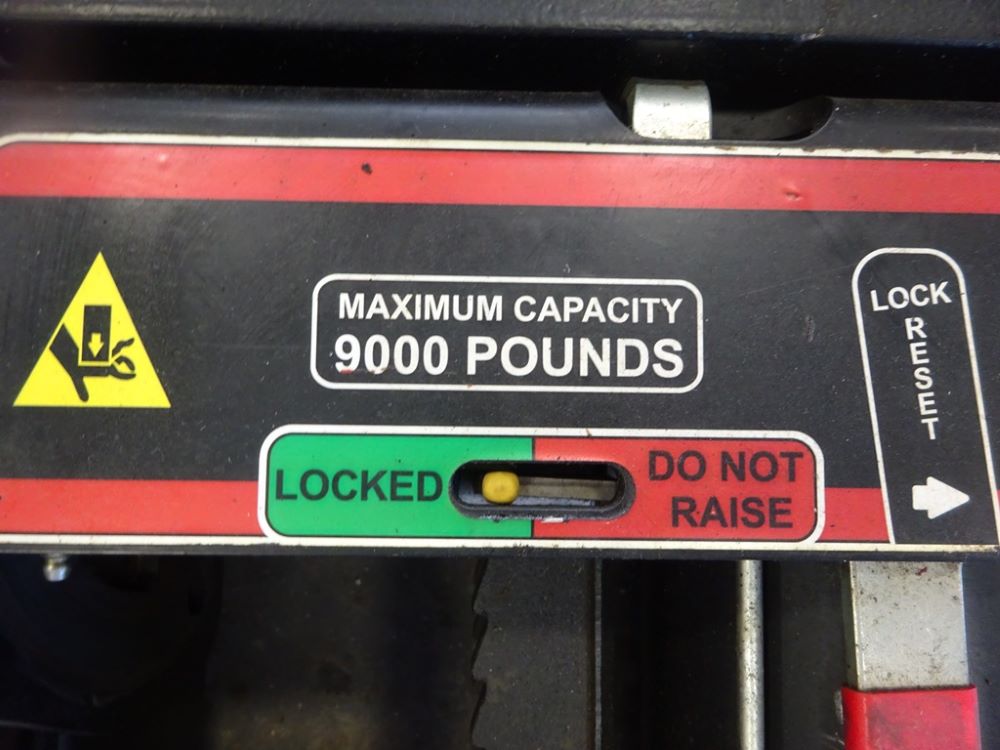 MAXIMUM CAPACITY
9000 POUNDS
LOCK
RESET
LOCKED
DO NOT
RAISE